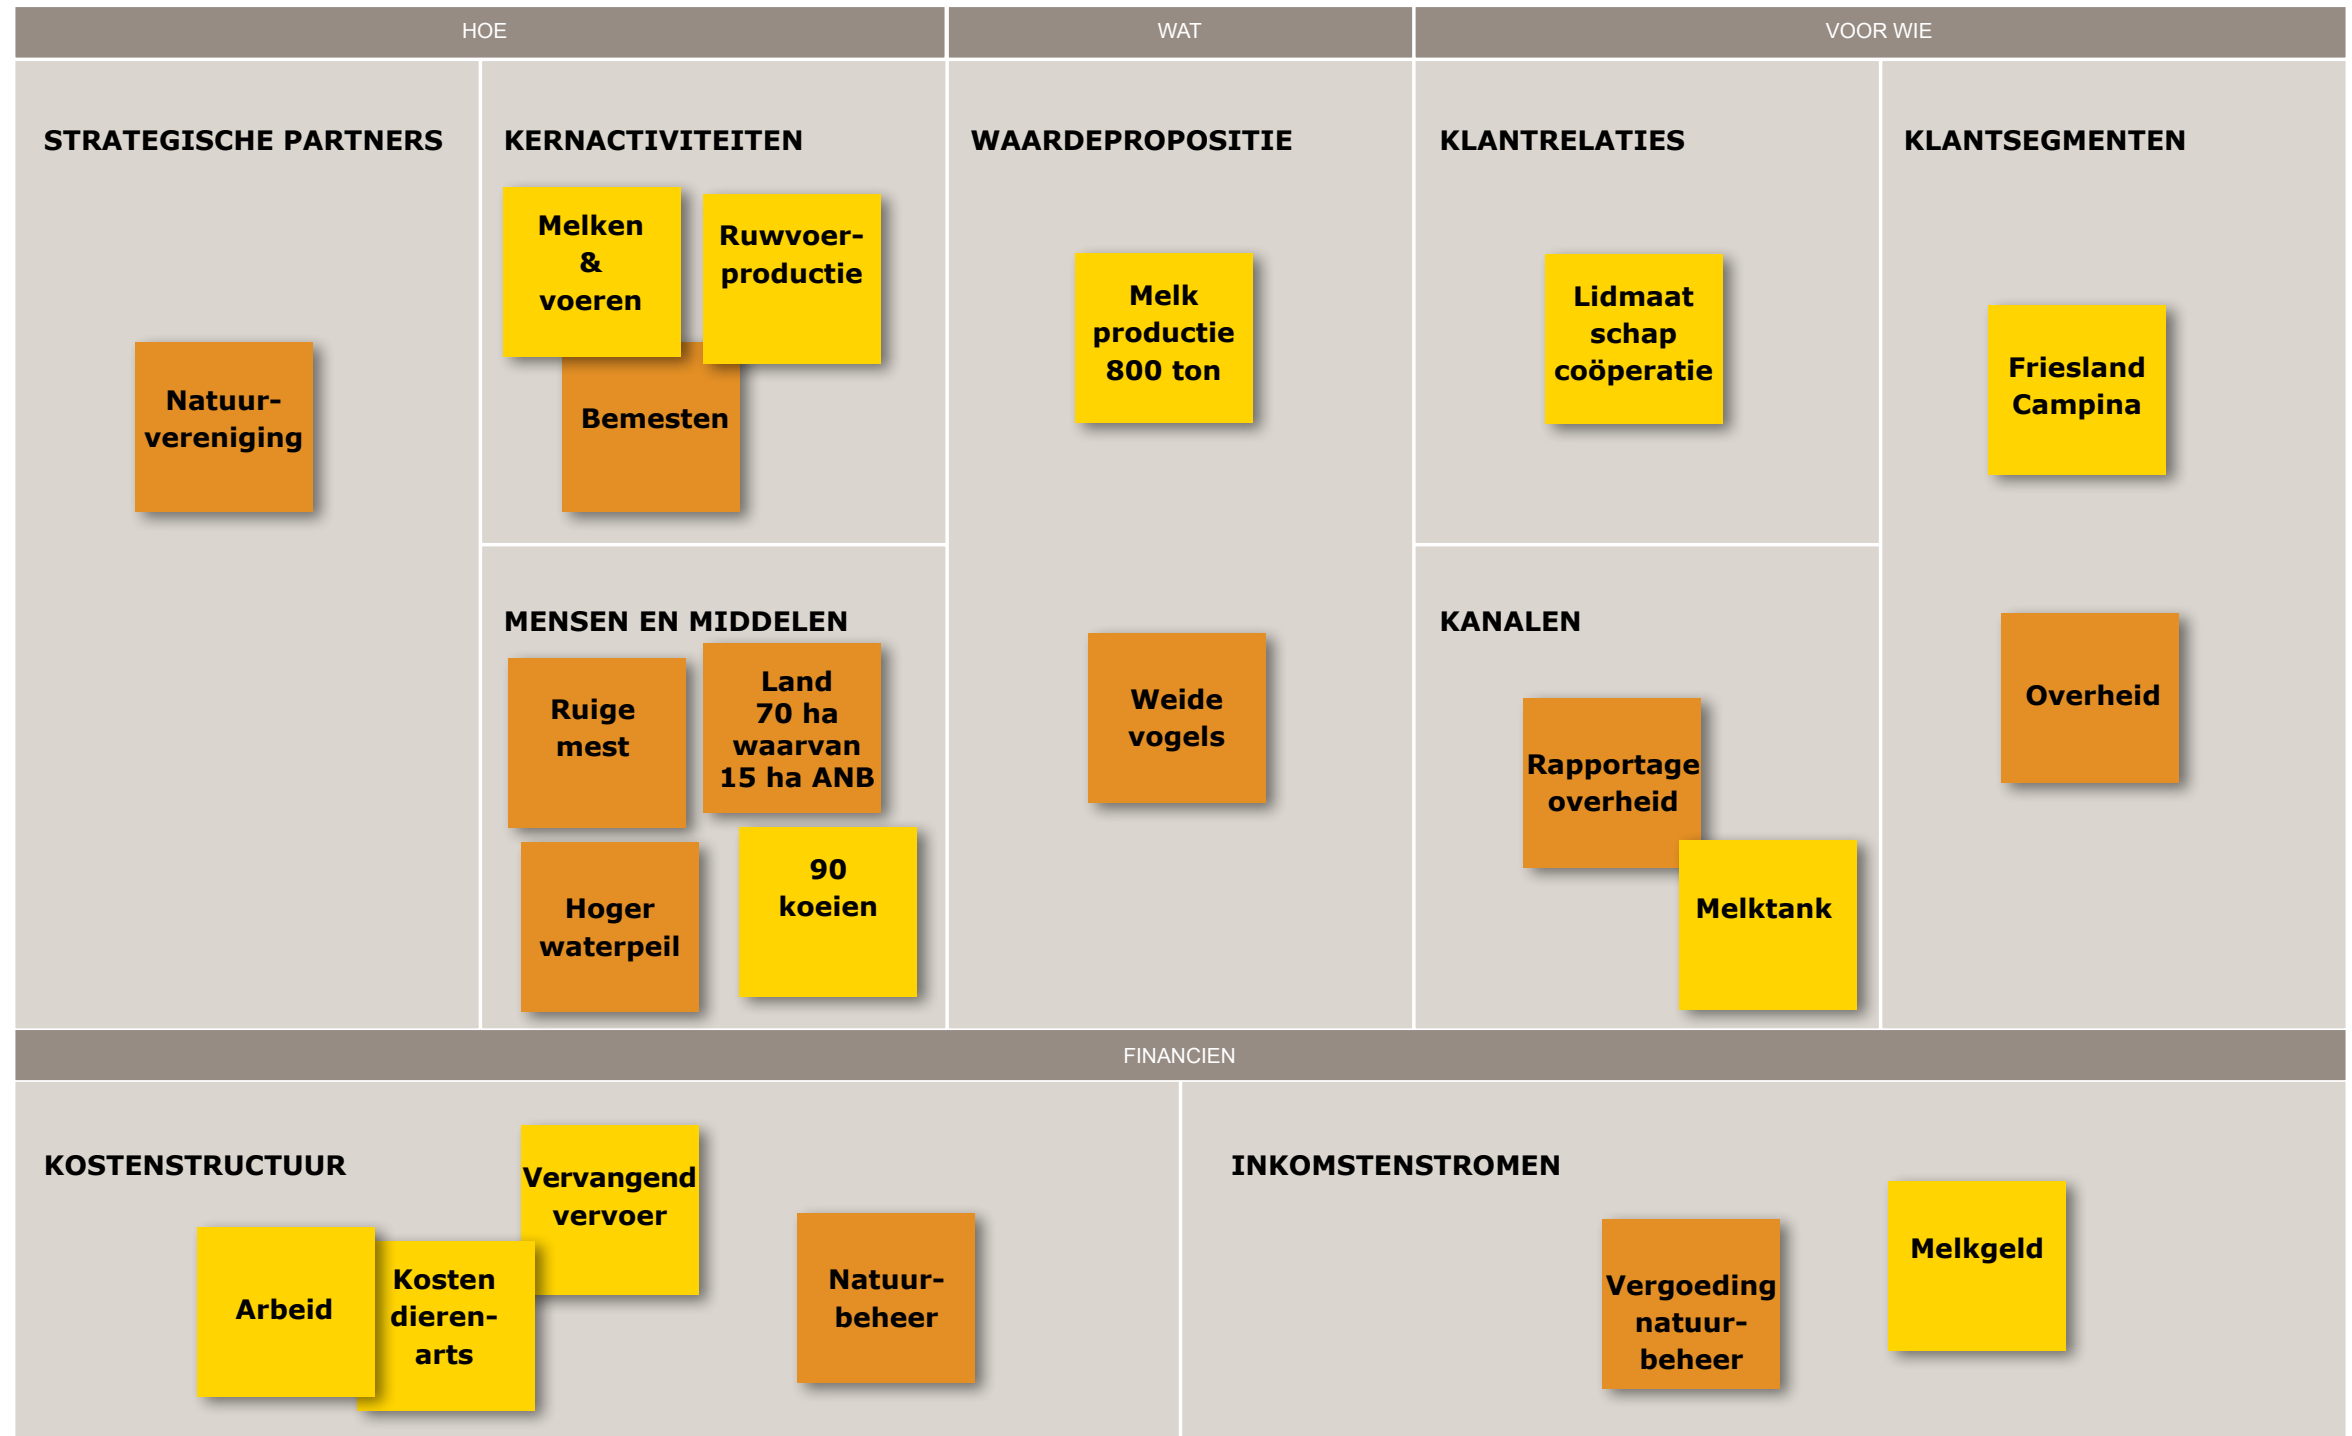 HOE
WAT
VOOR WIE
STRATEGISCHE PARTNERS
Natuur-
vereniging
KERNACTIVITEITEN
Melken
&
voeren
Ruwvoer-
productie
Bemesten
MENSEN EN MIDDELEN
Ruige
mest
Land
70 ha
waarvan
15 ha ANB
Hoger
waterpeil
90
koeien
WAARDEPROPOSITIE
Melk
productie
800 ton
Weide
vogels
KLANTRELATIES
Lidmaat
schap
coöperatie
KANALEN
Rapportage
overheid
Melktank
KLANTSEGMENTEN
Friesland
Campina
Overheid
FINANCIEN
KOSTENSTRUCTUUR
Arbeid
Kosten
dieren-
arts
Vervangend
vervoer
Natuur-
beheer
INKOMSTENSTROMEN
Vergoeding
natuur-
beheer
Melkgeld